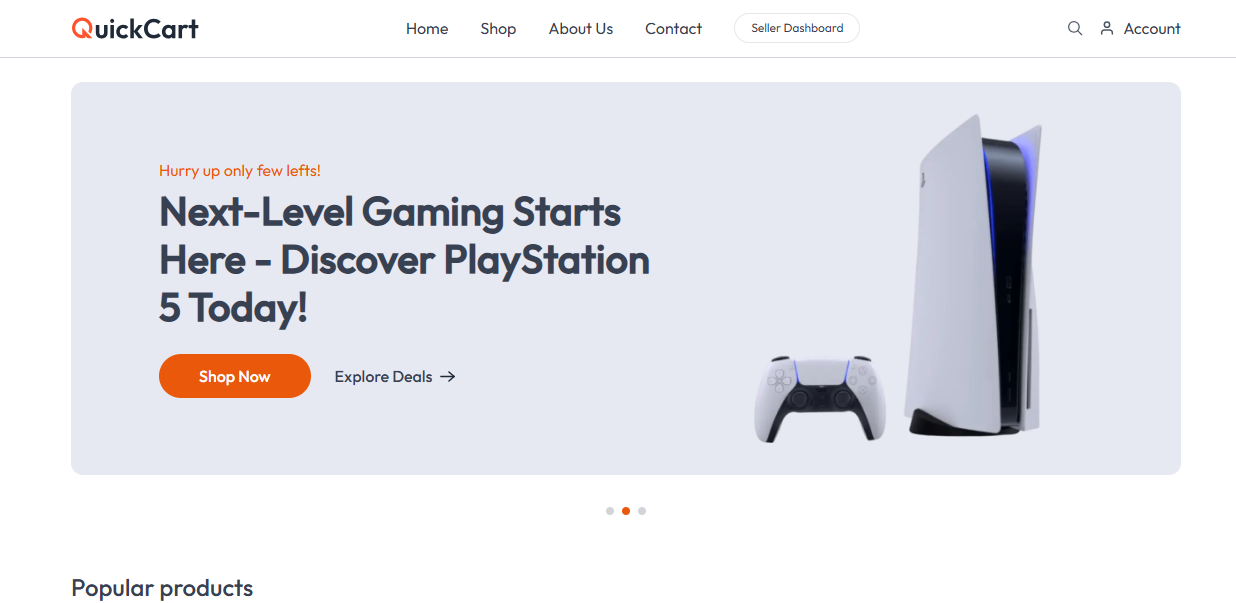 QuickCart
Home
Shop
About Us
Contact
Seller Dashboard
Account
Hurry up only few lefts!
Next-Level Gaming Starts
Here - Discover PlayStation
5 Today!
Shop Now
Explore Deals
Popular products